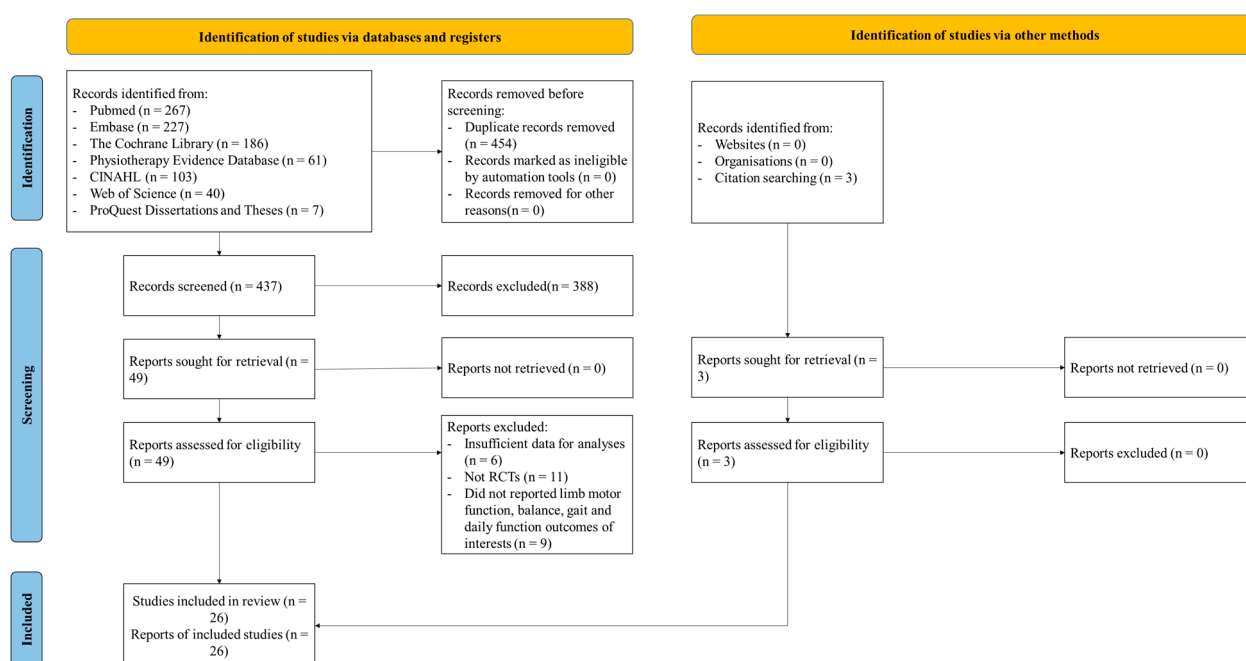 Identification of studies via databases and registers
Identification of studies via other methods
Identification
Records identified from:
- Pubmed (n = 267)
- Embase (n = 227)
- The Cochrane Library (n = 186)
- Physiotherapy Evidence Database (n = 61)
- CINAHL (n = 103)
- Web of Science (n = 40)
- ProQuest Dissertations and Theses (n = 7)
Records removed before
screening:
- Duplicate records removed
(n = 454)
- Records marked as ineligible
by automation tools (n = 0)
- Records removed for other
reasons(n = 0)
Records identified from:
- Websites (n = 0)
- Organisations (n = 0)
- Citation searching (n = 3)
Screening
Records screened (n = 437)
Records excluded(n = 388)
Reports sought for retrieval (n =
49)
Reports not retrieved (n = 0)
Reports sought for retrieval (n =
3)
Reports not retrieved (n = 0)
Reports assessed for eligibility
(n = 49)
Reports excluded:
- Insufficient data for analyses
(n = 6)
- Not RCTs (n = 11)
- Did not reported limb motor
function, balance, gait and
daily function outcomes of
interests (n = 9)
Reports assessed for eligibility
(n = 3)
Reports excluded (n = 0)
Included
Studies included in review (n =
26)
Reports of included studies (n =
26)